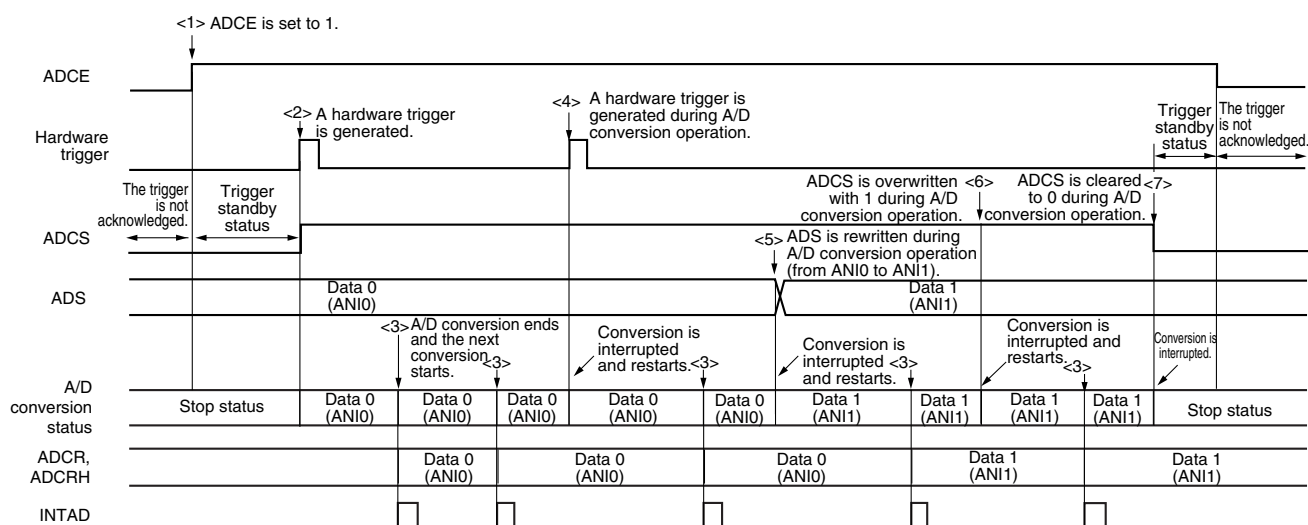 <1> ADCE is set to 1.
ADCE
<2> A hardware trigger
is generated.
<4> A hardware trigger is
generated during A/D
conversion operation.
Trigger
standby
status
The trigger
is not
acknowledged.
Hardware
trigger
The trigger
is not
acknowledged.
Trigger
standby
status
ADCS is overwritten <6>
with 1 during A/D
conversion operation.
ADCS is cleared <7>
to 0 during A/D
conversion operation.
ADCS
<5> ADS is rewritten during
A/D conversion operation
(from ANI0 to ANI1).
ADS
Data 0
(ANI0)
Data 1
(ANI1)
<3> A/D conversion ends
and the next
conversion
starts.
<3>
Conversion is
interrupted
and restarts.
<3>
Conversion is
interrupted
and restarts.
<3>
Conversion is
interrupted and
restarts.
<3>
Conversion is
interrupted.
A/D
conversion
status
Stop status
Data 0
(ANI0)
Data 0
(ANI0)
Data 0
(ANI0)
Data 0
(ANI0)
Data 0
(ANI0)
Data 1
(ANI1)
Data 1
(ANI1)
Data 1
(ANI1)
Data 1
(ANI1)
Stop status
ADCR,
ADCRH
Data 0
(ANI0)
Data 0
(ANI0)
Data 0
(ANI0)
Data 1
(ANI1)
Data 1
(ANI1)
INTAD